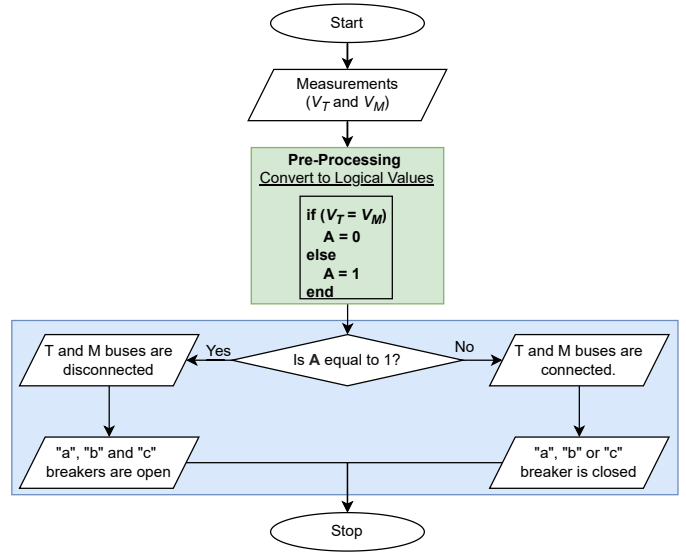 Start
Measurements
(V_T and V_M)
Pre-Processing
Convert to Logical Values
if (V_T = V_M)
A = 0
else
A = 1
end
Is A equal to 1?
Yes
No
T and M buses are
disconnected
T and M buses are
connected.
"a", "b" and "c"
breakers are open
"a", "b" or "c"
breaker is closed
Stop